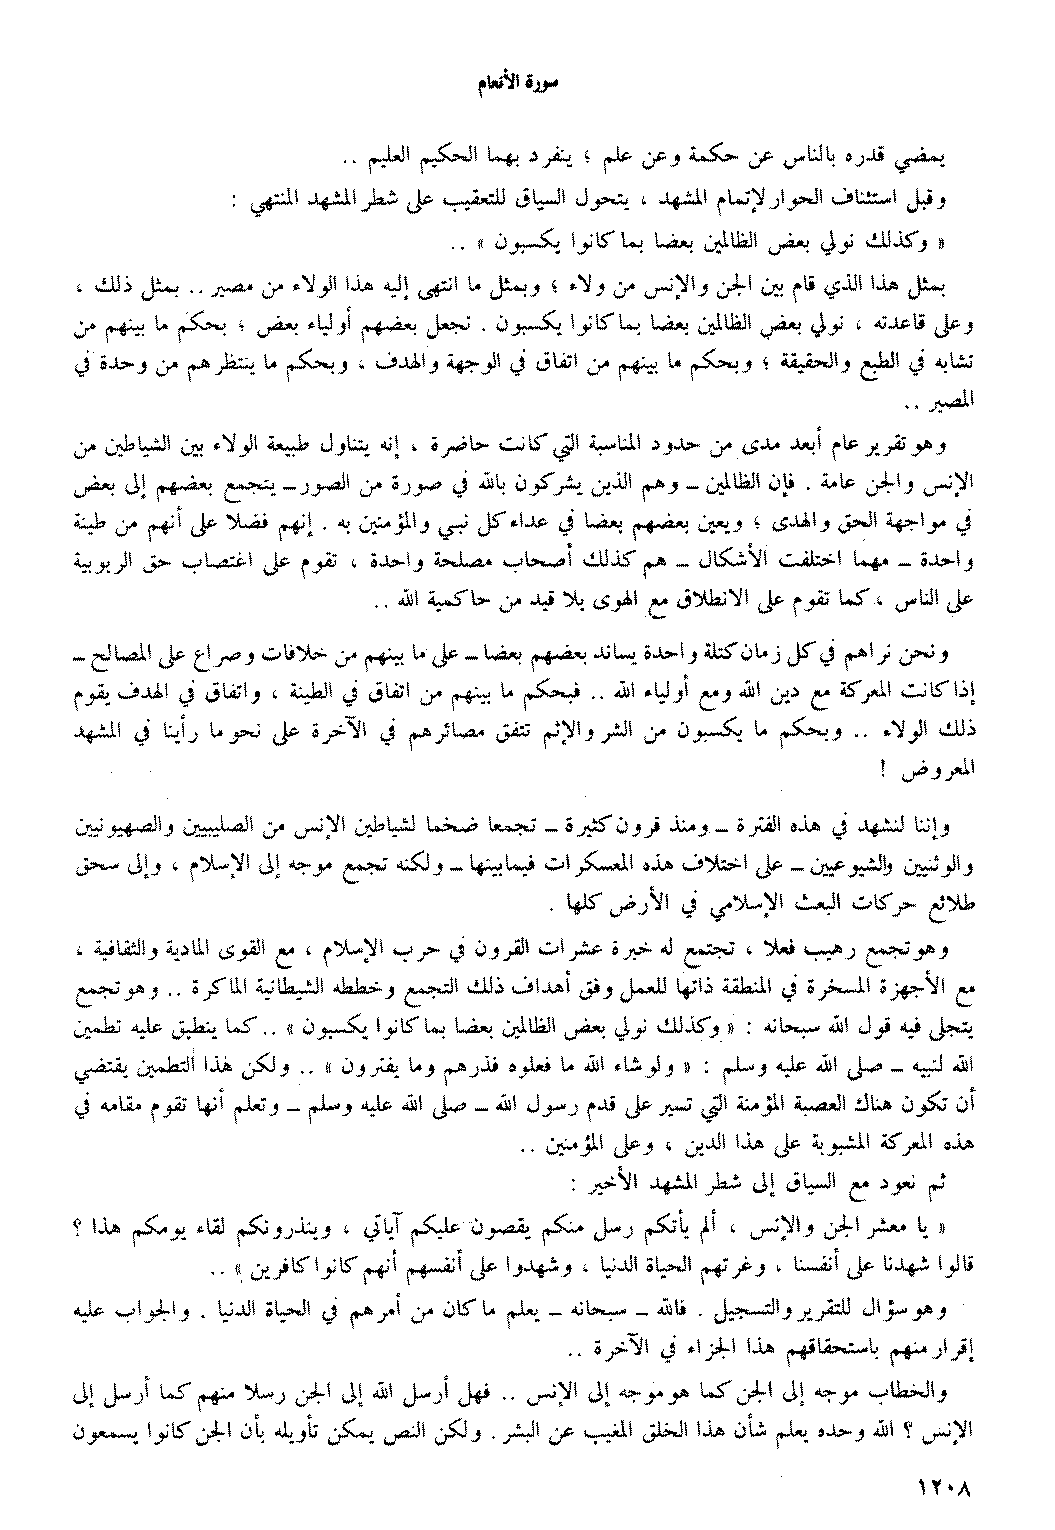 سورة الأنعام
يمضي قدره بالناس عن حكمة وعن علم ؛ ينفرد بهما الحكيم العليم ..
وقبل استئناف الحوار لإتمام المشهد ، يتحول السياق للتعقيب على شطر المشهد المنتهي :
« وكذلك نولي بعض الظالمين بعضا بما كانوا يكسبون » ..
بمثل هذا الذي قام بين الجن والإنس من ولاء ؛ وبمثل ما انتهى إليه هذا الولاء من مصير .. بمثل ذلك ،
وعلى قاعدته ، نولي بعض الظالمين بعضا بما كانوا يكسبون . نجعل بعضهم أولياء بعض ؛ بحكم ما بينهم من
تشابه في الطبع والحقيقة ؛ وبحكم ما بينهم من اتفاق في الوجهة والهدف ، وبحكم ما ينتظرهم من وحدة في
المصير ..
وهو تقرير عام أبعد مدى من حدود المناسبة التي كانت حاضرة ، إنه يتناول طبيعة الولاء بين الشياطين من
الإنس والجن عامة . فإن الظالمين ــ وهم الذين يشركون بالله في صورة من الصور ــ يتجمع بعضهم إلى بعض
في مواجهة الحق والهدى ؛ ويعين بعضهم بعضا في عداء كل نبي والمؤمنين به . إنهم فضلا على أنهم من طينة
واحدة ــ مهما اختلفت الأشكال ــ هم كذلك أصحاب مصلحة واحدة ، تقوم على اغتصاب حق الربوبية
على الناس ، كما تقوم على الانطلاق مع الهوى بلا قيد من حاكمية الله ..
ونحن نراهم في كل زمان كتلة واحدة يساند بعضهم بعضا ــ على ما بينهم من خلافات وصراع على المصالح ــ
إذا كانت المعركة مع دين الله ومع أولياء الله .. فبحكم ما بينهم من اتفاق في الطينة ، واتفاق في الهدف يقوم
ذلك الولاء .. وبحكم ما يكسبون من الشر والإثم تتفق مصائرهم في الآخرة على نحو ما رأينا في المشهد
المعروض !
وإننا لنشهد في هذه الفترة ــ ومنذ قرون كثيرة ــ تجمعا ضخما لشياطين الإنس من الصليبيين والصهيونيين
والوثنيين والشيوعيين ــ على اختلاف هذه المعسكرات فيما بينها ــ ولكنه تجمع موجه إلى الإسلام ، وإلى سحق
طلائع حركات البعث الإسلامي في الأرض كلها .
وهو تجمع رهيب فعلا ، تجتمع له خبرة عشرات القرون في حرب الإسلام ، مع القوى المادية والثقافية ،
مع الأجهزة المسخرة في المنطقة ذاتها للعمل وفق أهداف ذلك التجمع وخططه الشيطانية الماكرة .. وهو تجمع
يتجلى فيه قول الله سبحانه : « وكذلك نولي بعض الظالمين بعضا بما كانوا يكسبون » .. كما ينطبق عليه تطمين
الله لنبيه ــ صلى الله عليه وسلم : « ولو شاء الله ما فعلوه فذرهم وما يفترون » .. ولكن هذا التطمين يقتضي
أن تكون هناك العصبة المؤمنة التي تسير على قدم رسول الله ــ صلى الله عليه وسلم ــ وتعلم أنها تقوم مقامه في
هذه المعركة المشبوبة على هذا الدين ، وعلى المؤمنين ..
ثم نعود مع السياق إلى شطر المشهد الأخير :
« يا معشر الجن والإنس ، ألم يأتكم رسل منكم يقصون عليكم آياتي ، وينذرونكم لقاء يومكم هذا ؟
قالوا شهدنا على أنفسنا ، وغرتهم الحياة الدنيا ، وشهدوا على أنفسهم أنهم كانوا كافرين » ..
وهو سؤال للتقرير والتسجيل . فالله ــ سبحانه ــ يعلم ما كان من أمرهم في الحياة الدنيا . والجواب عليه
إقرار منهم باستحقاقهم هذا الجزاء في الآخرة ..
والخطاب موجه إلى الجن كما هو موجه إلى الإنس .. فهل أرسل الله إلى الجن رسلا منهم كما أرسل إلى
الإنس ؟ الله وحده يعلم شأن هذا الخلق المغيب عن البشر . ولكن النص يمكن تأويله بأن الجن كانوا يسمعون
١٢٠٨